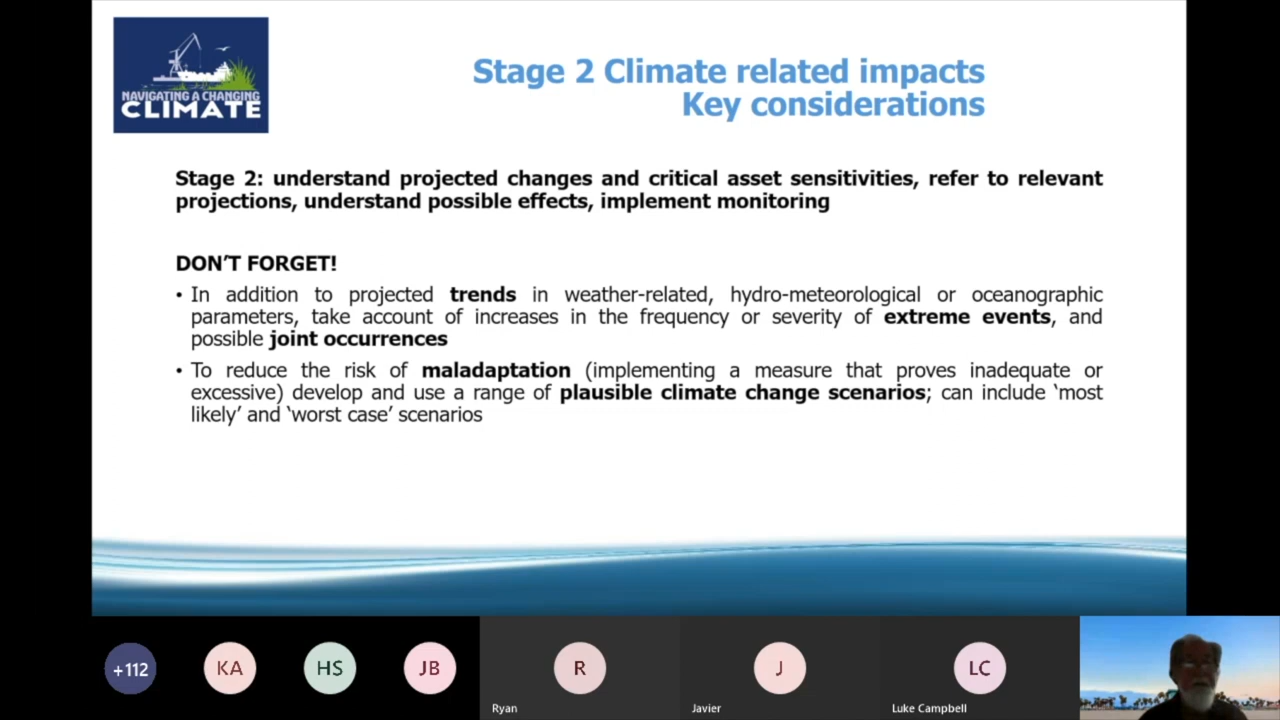 NAVIGATING A CHANGING
CLIMATE
Stage 2 Climate related impacts
Key considerations
Stage 2: understand projected changes and critical asset sensitivities, refer to relevant
projections, understand possible effects, implement monitoring
DON'T FORGET!
• In addition to projected trends in weather-related, hydro-meteorological or oceanographic
parameters, take account of increases in the frequency or severity of extreme events, and
possible joint occurrences
• To reduce the risk of maladaptation (implementing a measure that proves inadequate or
excessive) develop and use a range of plausible climate change scenarios; can include ‘most
likely’ and ‘worst case’ scenarios
+112
KA
HS
JB
R
J
LC
Ryan
Javier
Luke Campbell